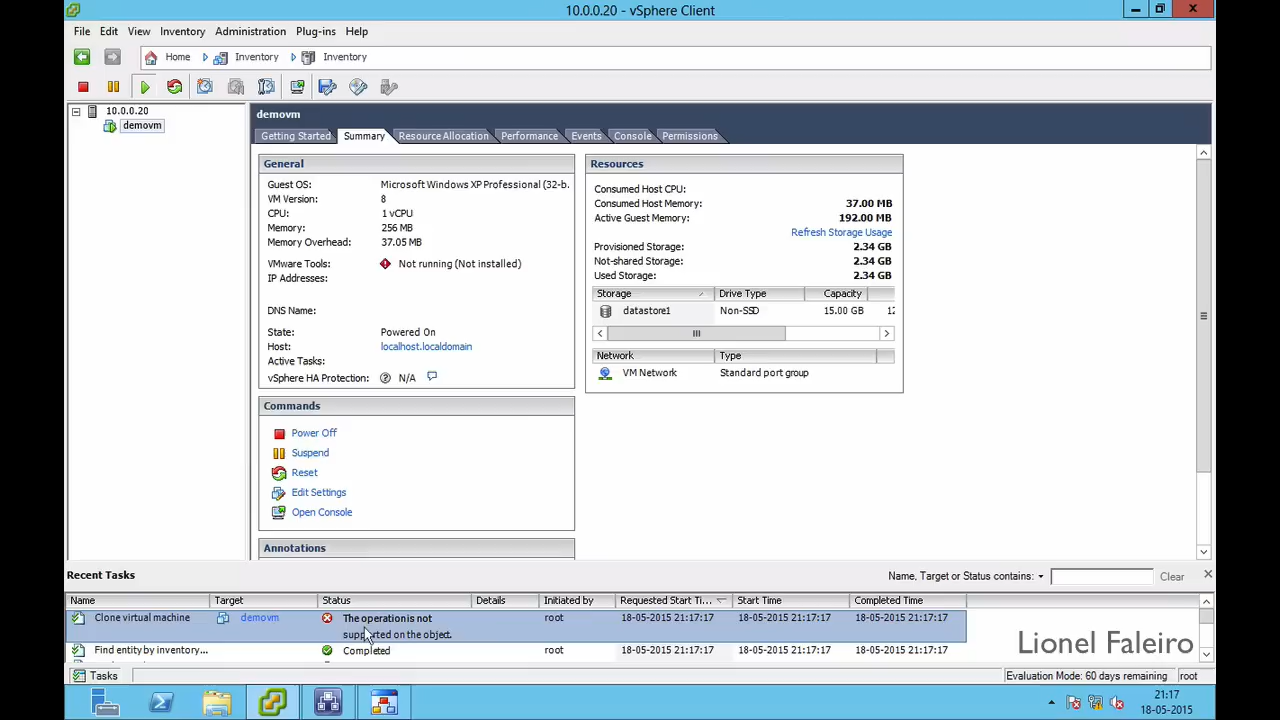 10.0.0.20 - vSphere Client
File Edit View Inventory Administration Plug-ins Help
Home Inventory Inventory
10.0.0.20
demovm
demovm
Getting Started Summary Resource Allocation Performance Events Console Permissions
General
Guest OS: Microsoft Windows XP Professional (32-b.
VM Version: 8
CPU: 1 vCPU
Memory: 256 MB
Memory Overhead: 37.05 MB
VMware Tools: Not running (Not installed)
IP Addresses:
DNS Name:
State: Powered On
Host: localhost.localdomain
Active Tasks:
vSphere HA Protection: N/A
Commands
Power Off
Suspend
Reset
Edit Settings
Open Console
Annotations
Resources
Consumed Host CPU:
Consumed Host Memory: 37.00 MB
Active Guest Memory: 192.00 MB
Refresh Storage Usage
Provisioned Storage: 2.34 GB
Not-shared Storage: 2.34 GB
Used Storage: 2.34 GB
Storage Drive Type Capacity
datastore1 Non-SSD 15.00 GB 12
Network Type
VM Network Standard port group
Recent Tasks Name, Target or Status contains: Clear
Name Target Status Details Initiated by Requested Start Ti... Start Time Completed Time
Clone virtual machine demovm The operation is not root 18-05-2015 21:17:17 18-05-2015 21:17:17 18-05-2015 21:17:17
supported on the object.
Find entity by inventory... Completed root 18-05-2015 21:17:17 18-05-2015 21:17:17 18-05-2015 21:17:17
Lionel Faleiro
Tasks Evaluation Mode: 60 days remaining root
21:17
18-05-2015